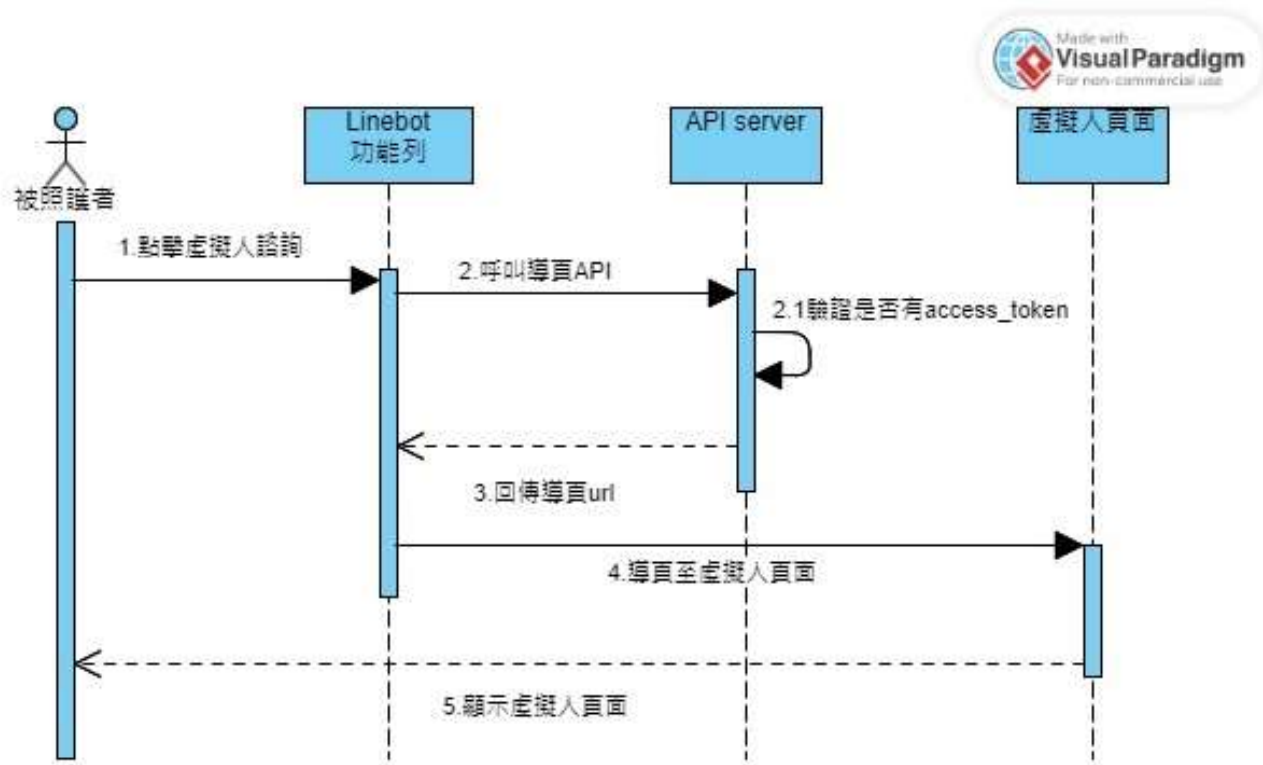 Made with
Visual Paradigm
For non-commercial use
Linebot
功能列
API server
虛擬人頁面
被照護者
1.點擊虛擬人諮詢
2.呼叫導頁API
2.1驗證是否有access_token
3.回傳導頁url
4.導頁至虛擬人頁面
5.顯示虛擬人頁面